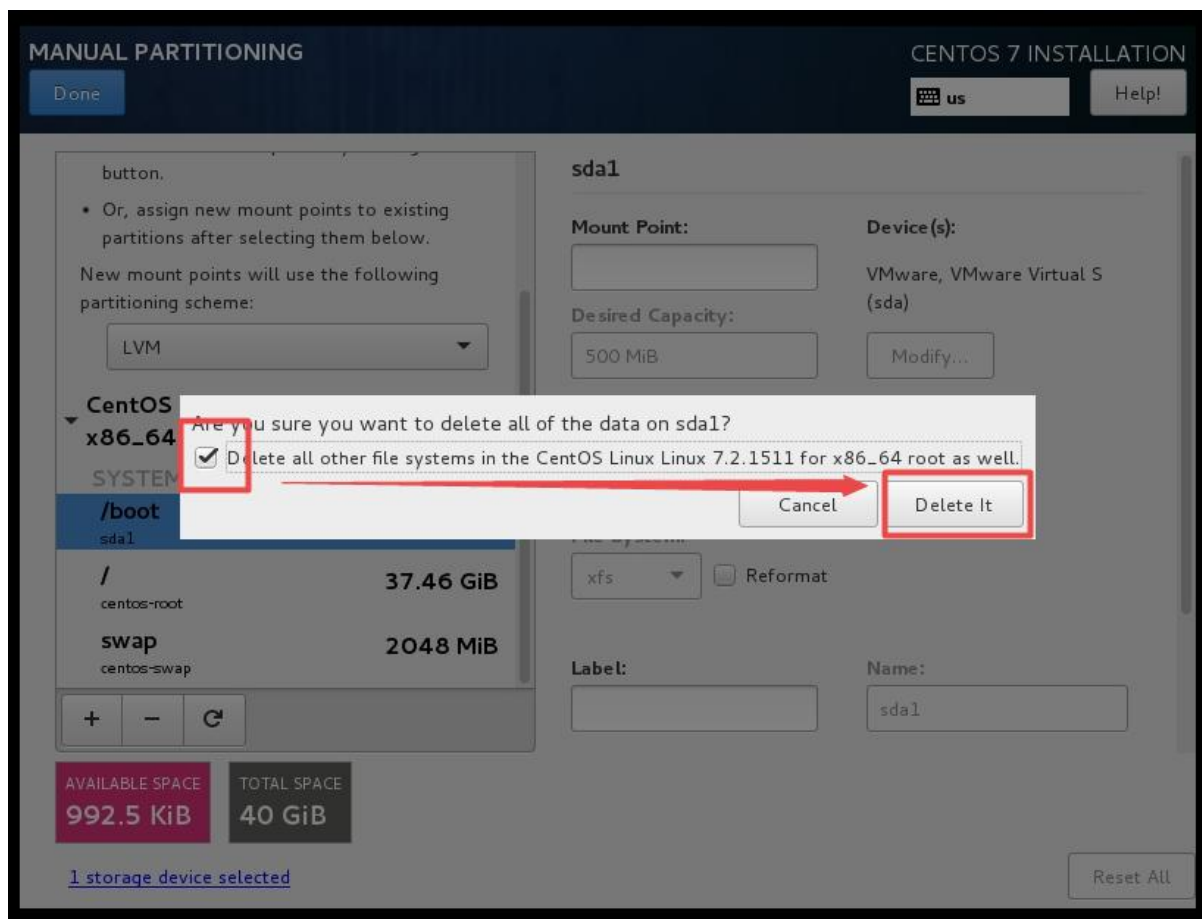 MANUAL PARTITIONING
CENTOS 7 INSTALLATION
Done
us
Help!
button.
• Or, assign new mount points to existing
partitions after selecting them below.
New mount points will use the following
partitioning scheme:
LVM
CentOS
x86_64
SYSTEM
/boot
sda1
/
37.46 GiB
centos-root
swap
2048 MiB
centos-swap
+ −
AVAILABLE SPACE
992.5 KiB
TOTAL SPACE
40 GiB
1 storage device selected
sda1
Mount Point:
Device(s):
VMware, VMware Virtual S
(sda)
Desired Capacity:
500 MiB
Modify...
Are you sure you want to delete all of the data on sda1?
Delete all other file systems in the CentOS Linux Linux 7.2.1511 for x86_64 root as well.
Cancel
Delete It
xfs
Reformat
Label:
Name:
sda1
Reset All